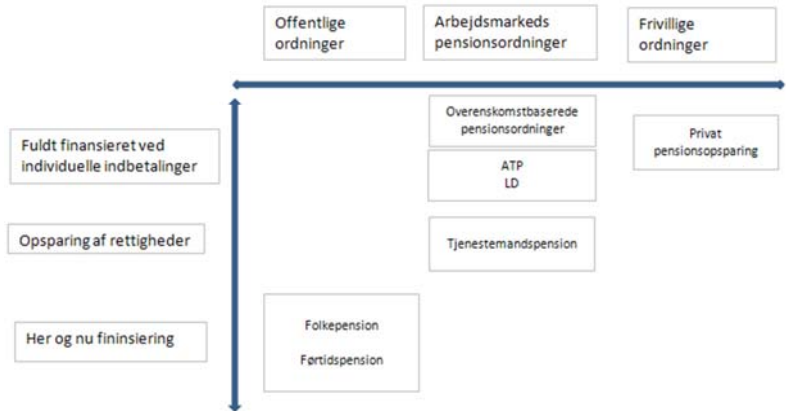 Offentlige
ordninger
Arbejdsmarkeds
pensionsordninger
Frivillige
ordninger
Fuldt finansieret ved
individuelle indbetalinger
Overenskomstbaserede
pensionsordninger
ATP
LD
Privat
pensionsopsparing
Opsparing af rettigheder
Tjenestemandspension
Her og nu fininsiering
Folkepension
Førtidspension